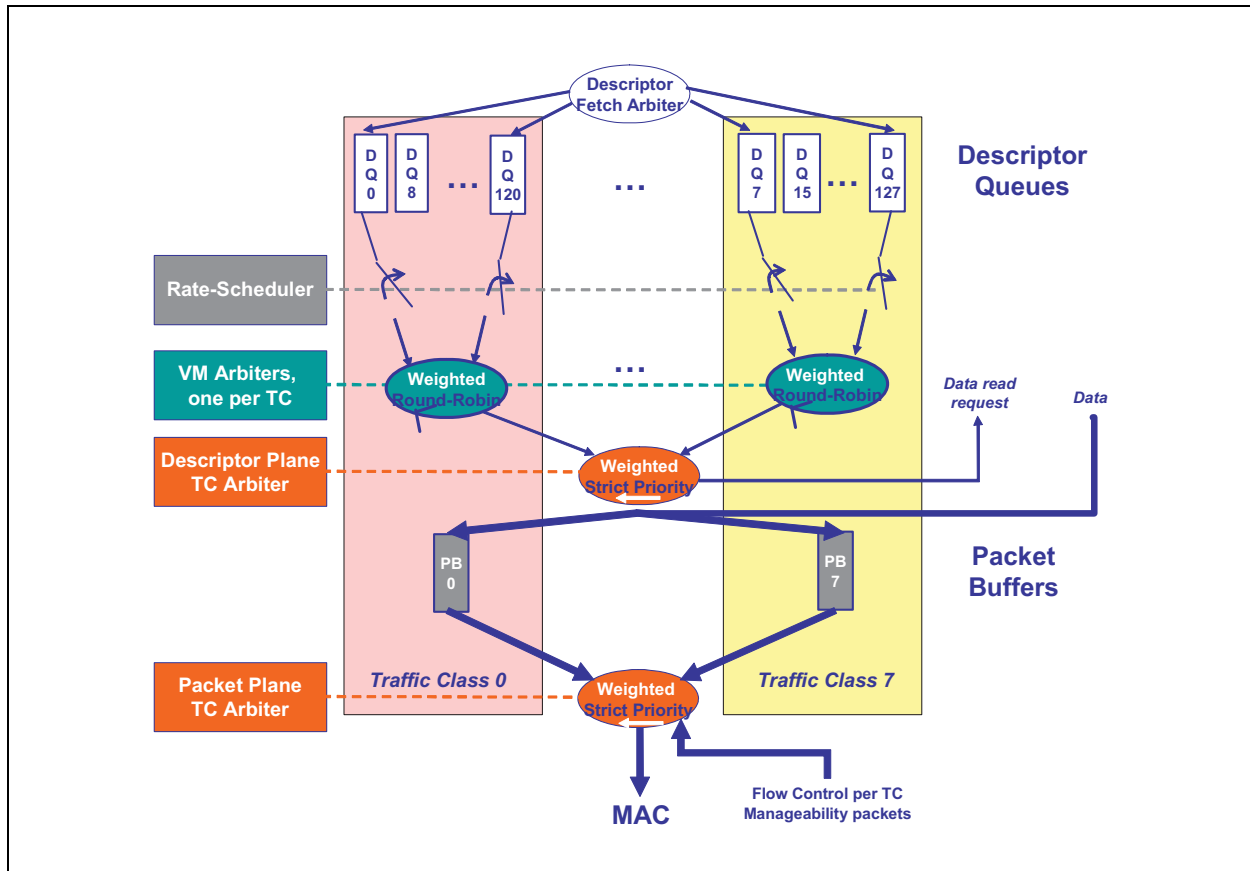 Descriptor
Fetch Arbiter
D
Q
0
D
Q
8
...
D
Q
120
...
D
Q
7
D
Q
15
...
D
Q
127
Descriptor
Queues
Rate-Scheduler
VM Arbiters,
one per TC
Weighted
Round-Robin
...
Weighted
Round-Robin
Data read
request
Data
Descriptor Plane
TC Arbiter
Weighted
Strict Priority
PB
0
PB
7
Packet
Buffers
Packet Plane
TC Arbiter
Traffic Class 0
Weighted
Strict Priority
Traffic Class 7
MAC
Flow Control per TC
Manageability packets